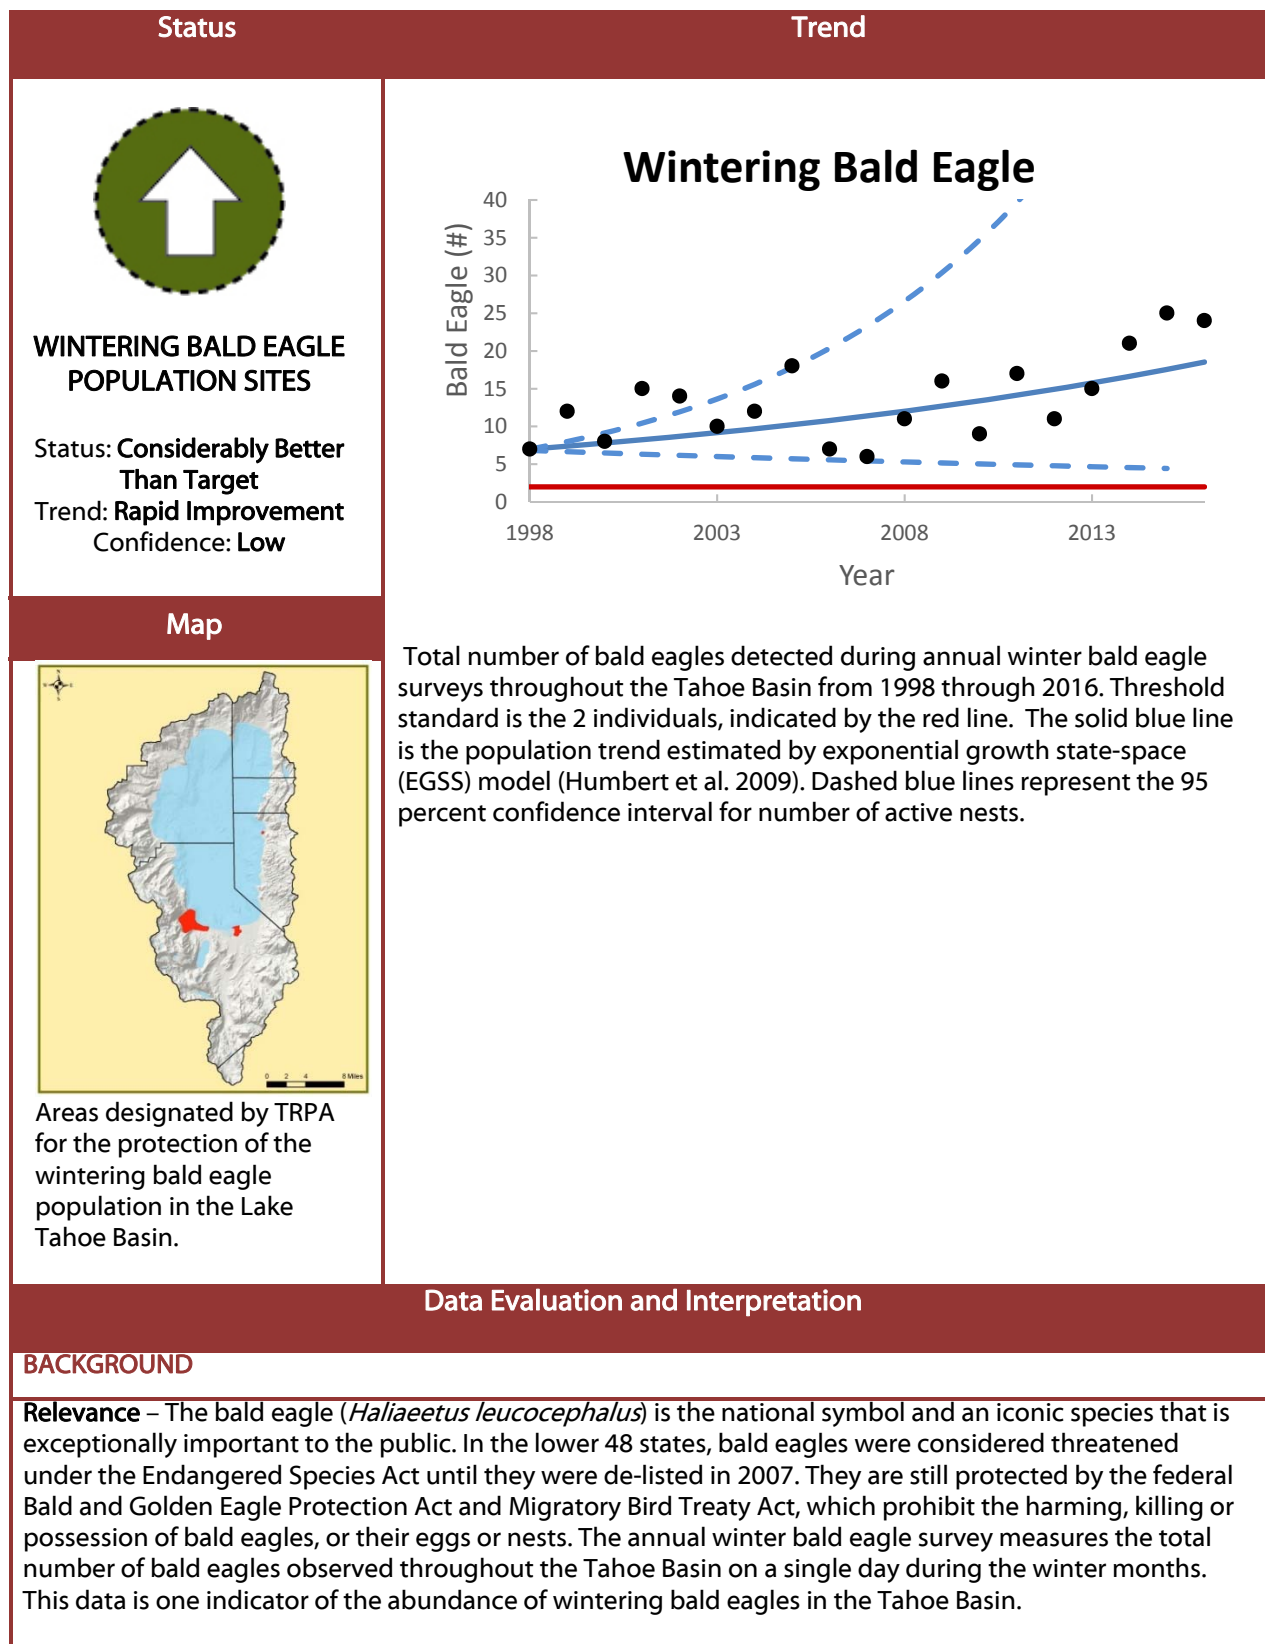 Status
Trend
WINTERING BALD EAGLE
POPULATION SITES
Status: Considerably Better
Than Target
Trend: Rapid Improvement
Confidence: Low
Wintering Bald Eagle
Bald Eagle (#)
40
35
30
25
20
15
10
5
0
1998
2003
2008
2013
Year
Total number of bald eagles detected during annual winter bald eagle
surveys throughout the Tahoe Basin from 1998 through 2016. Threshold
standard is the 2 individuals, indicated by the red line. The solid blue line
is the population trend estimated by exponential growth state-space
(EGSS) model (Humbert et al. 2009). Dashed blue lines represent the 95
percent confidence interval for number of active nests.
Map
0 2 4 8 Miles
Areas designated by TRPA
for the protection of the
wintering bald eagle
population in the Lake
Tahoe Basin.
Data Evaluation and Interpretation
BACKGROUND
Relevance – The bald eagle (Haliaeetus leucocephalus) is the national symbol and an iconic species that is
exceptionally important to the public. In the lower 48 states, bald eagles were considered threatened
under the Endangered Species Act until they were de-listed in 2007. They are still protected by the federal
Bald and Golden Eagle Protection Act and Migratory Bird Treaty Act, which prohibit the harming, killing or
possession of bald eagles, or their eggs or nests. The annual winter bald eagle survey measures the total
number of bald eagles observed throughout the Tahoe Basin on a single day during the winter months.
This data is one indicator of the abundance of wintering bald eagles in the Tahoe Basin.